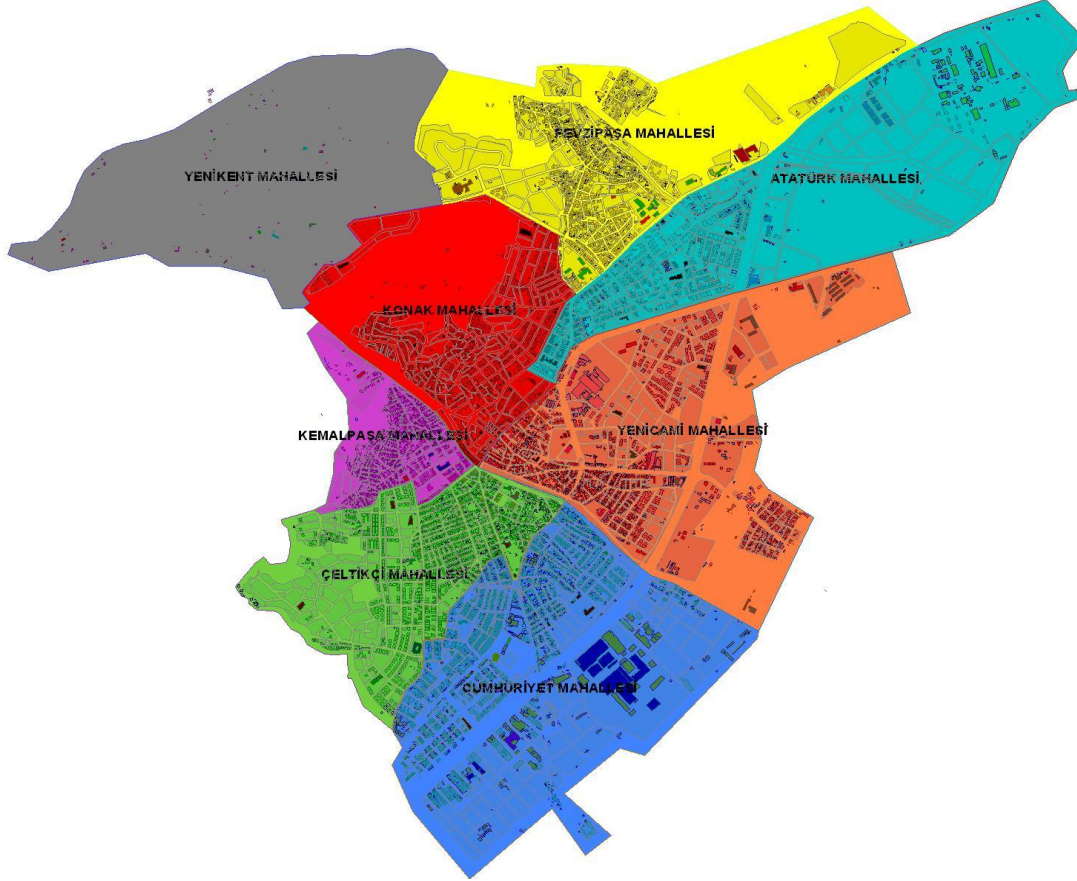 FEVZİPAŞA MAHALLESİ
YENİKENT MAHALLESİ
ATATÜRK MAHALLESİ
KONAK MAHALLESİ
YENİCAMİ MAHALLESİ
KEMALPAŞA MAHALLESİ
ÇELTİKÇİ MAHALLESİ
CUMHURİYET MAHALLESİ